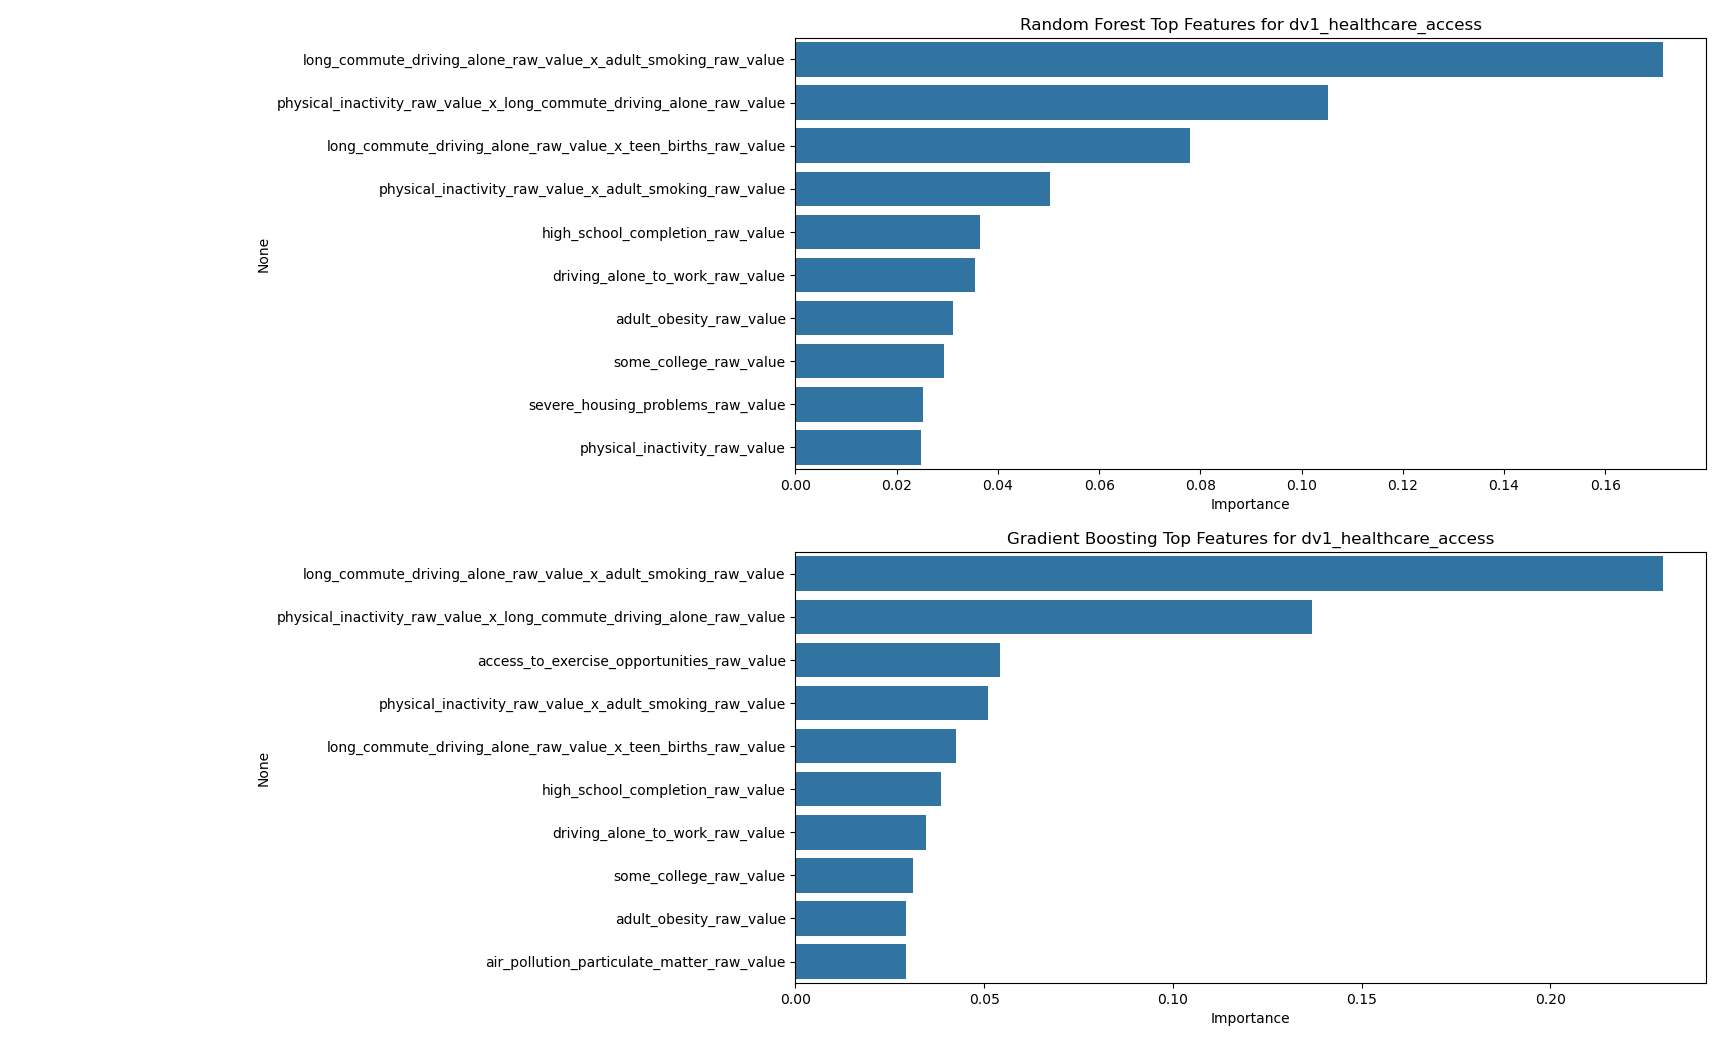 Random Forest Top Features for dv1_healthcare_access
long_commute_driving_alone_raw_value_x_adult_smoking_raw_value
physical_inactivity_raw_value_x_long_commute_driving_alone_raw_value
long_commute_driving_alone_raw_value_x_teen_births_raw_value
physical_inactivity_raw_value_x_adult_smoking_raw_value
high_school_completion_raw_value
driving_alone_to_work_raw_value
adult_obesity_raw_value
some_college_raw_value
severe_housing_problems_raw_value
physical_inactivity_raw_value
None
0.00 0.02 0.04 0.06 0.08 0.10 0.12 0.14 0.16
Importance
Gradient Boosting Top Features for dv1_healthcare_access
long_commute_driving_alone_raw_value_x_adult_smoking_raw_value
physical_inactivity_raw_value_x_long_commute_driving_alone_raw_value
access_to_exercise_opportunities_raw_value
physical_inactivity_raw_value_x_adult_smoking_raw_value
long_commute_driving_alone_raw_value_x_teen_births_raw_value
high_school_completion_raw_value
driving_alone_to_work_raw_value
some_college_raw_value
adult_obesity_raw_value
air_pollution_particulate_matter_raw_value
None
0.00 0.05 0.10 0.15 0.20
Importance